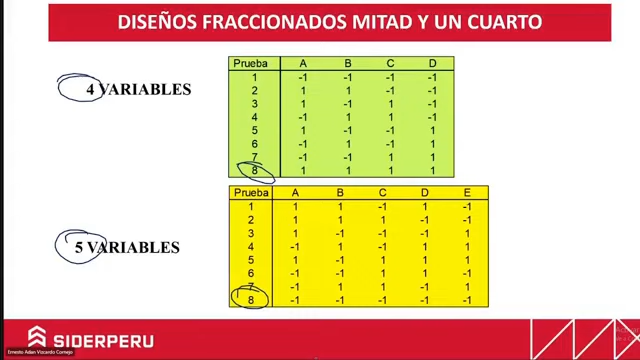 DISEÑOS FRACCIONADOS MITAD Y UN CUARTO
4 VARIABLES
Prueba A B C D
1 -1 -1 -1 -1
2 1 1 -1 -1
3 1 -1 1 -1
4 -1 1 1 -1
5 1 -1 -1 1
6 -1 1 -1 1
7 -1 -1 1 1
8 1 1 1 1
5 VARIABLES
Prueba A B C D E
1 1 1 -1 1 -1
2 1 1 1 -1 -1
3 1 -1 1 -1 1
4 -1 1 -1 1 1
5 1 -1 -1 1 1
6 -1 -1 1 1 -1
7 -1 1 1 -1 1
8 -1 -1 -1 -1 -1
SIDERPERU
Ernesto Adan Vizcardo Cornejo